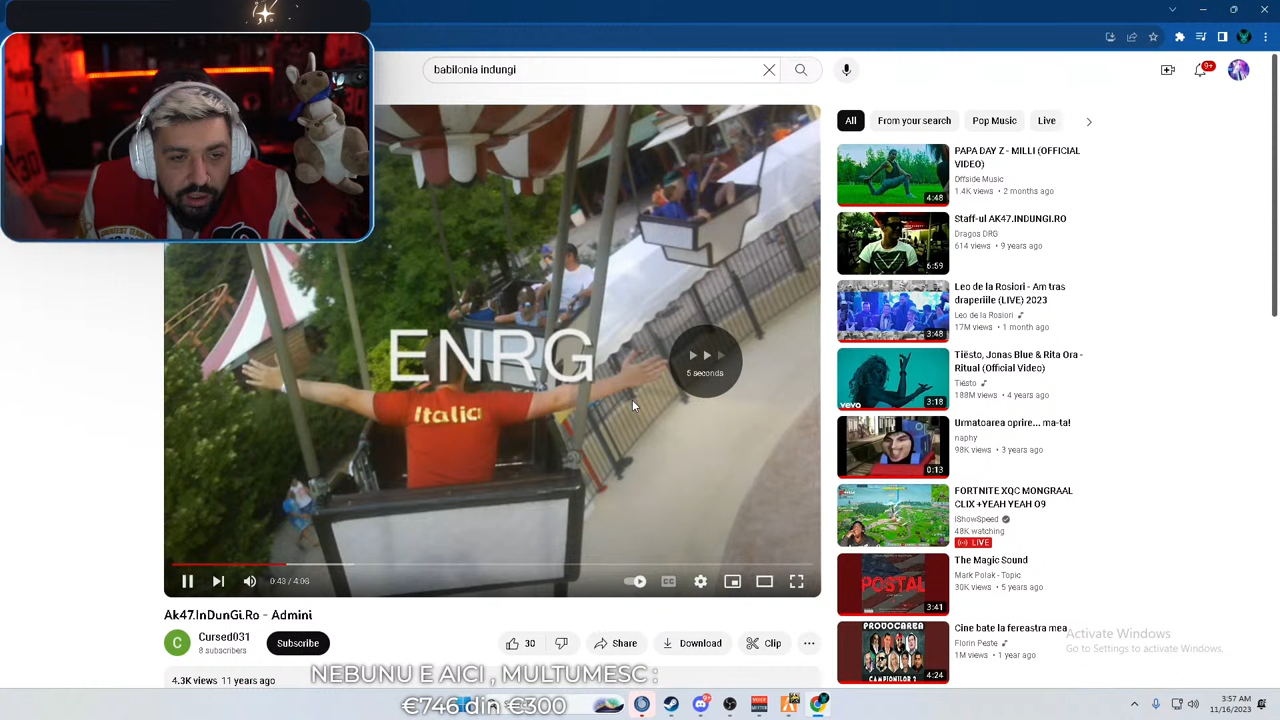 babilonia indungi
9+
ENRG
Italia
5 seconds
0:43 / 4:06
Ak47.InDunGi.Ro - Admini
C
Cursed031
8 subscribers
Subscribe
30
Share
Download
Clip
4.3K views 11 years ago
NEBUNU E AICI , MULTUMESC :
€746 din €300
All
From your search
Pop Music
Live
PAPA DAY Z - MILLI (OFFICIAL
VIDEO)
Offside Music
1.4K views • 2 months ago
4:48
Staff-ul AK47.INDUNGI.RO
Dragos DRG
614 views • 9 years ago
6:59
Leo de la Rosiori - Am tras
draperiile (LIVE) 2023
Leo de la Rosiori
17M views • 1 month ago
3:48
Tiësto, Jonas Blue & Rita Ora -
Ritual (Official Video)
Tiësto
188M views • 4 years ago
vevo
3:18
Urmatoarea oprire... ma-ta!
naphy
98K views • 3 years ago
0:13
FORTNITE XQC MONGRAAL
CLIX +YEAH YEAH 09
IShowSpeed
48K watching
LIVE
The Magic Sound
Mark Polak - Topic
30K views • 5 years ago
POSTAL
3:41
Cine bate la fereastra mea
Florin Peste
1M views • 1 year ago
PROVOCAREA
CAMPIONILOR 2
4:24
Activate Windows
Go to Settings to activate Windows.
9+
3:57 AM
11/16/2023